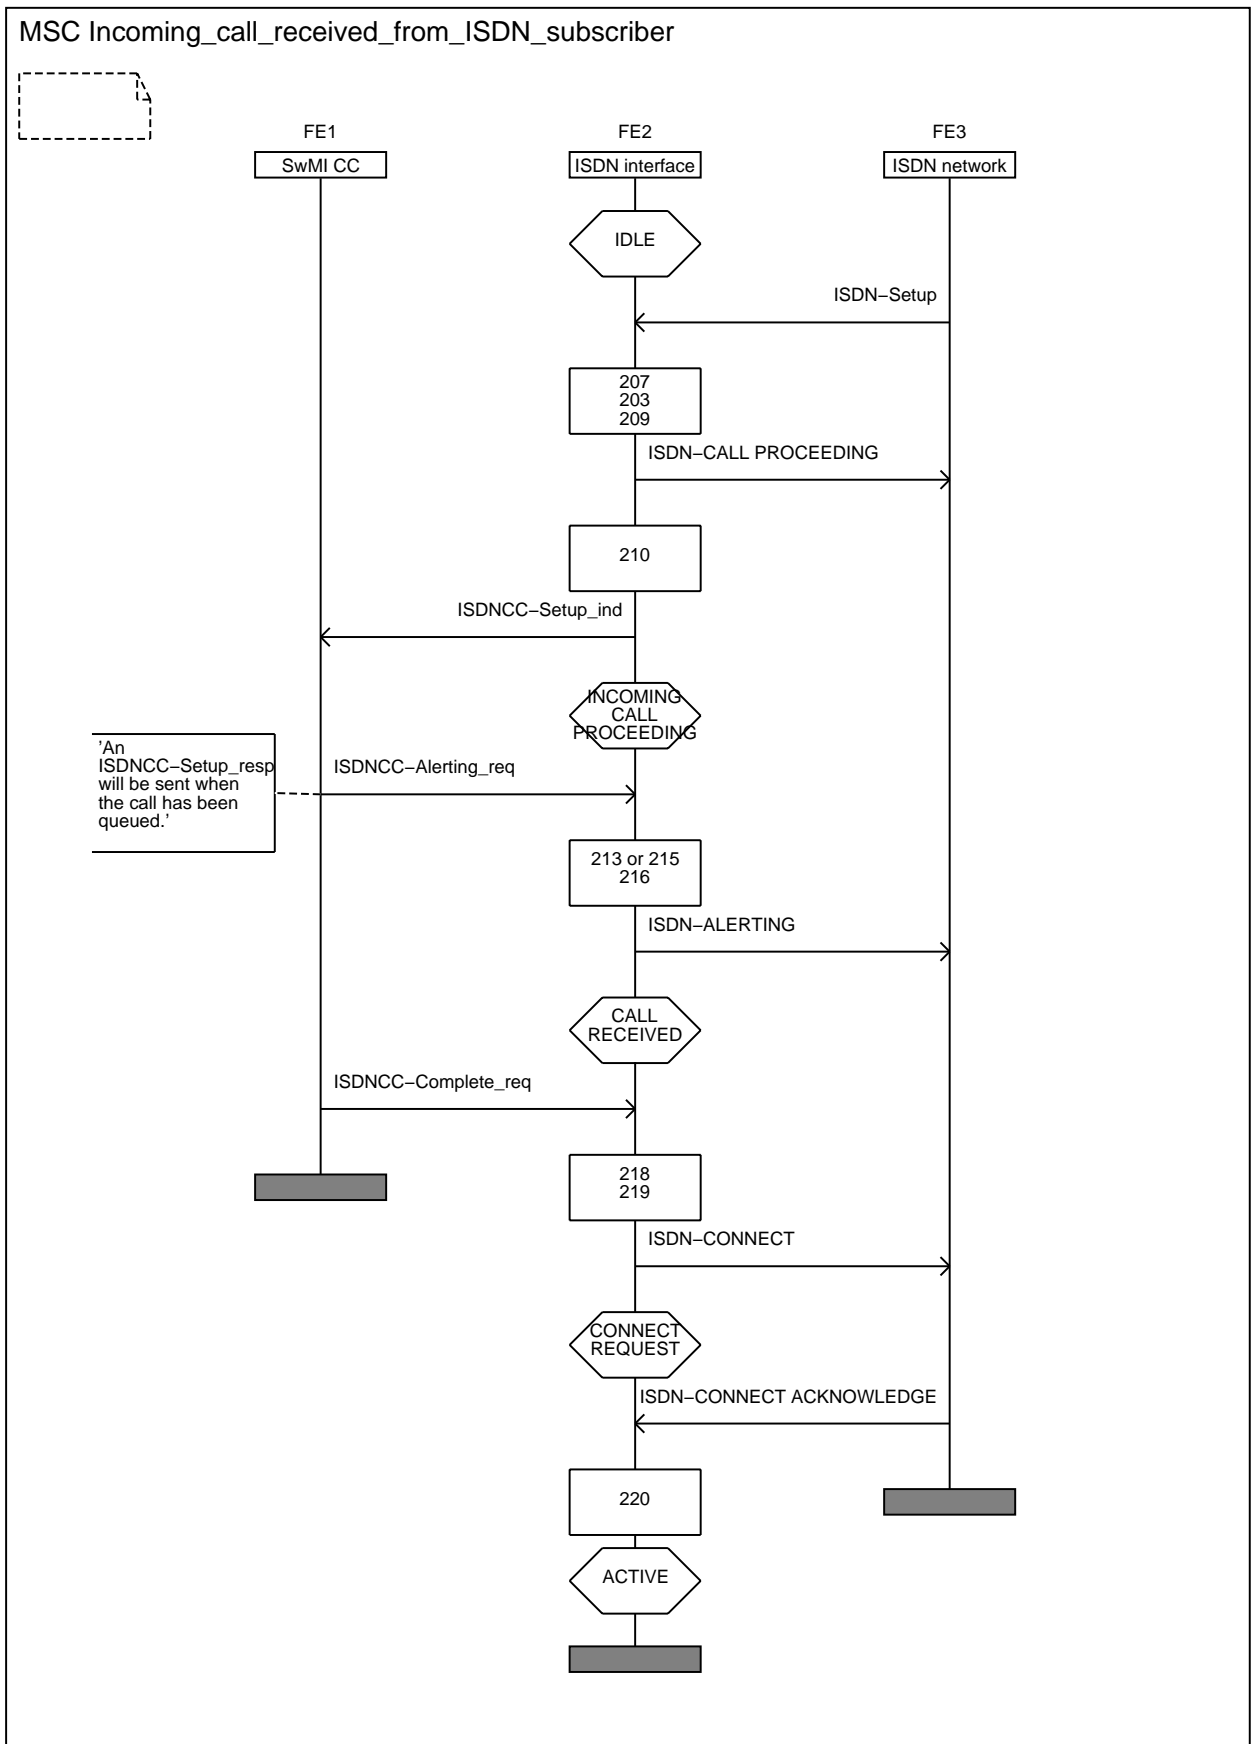 MSC Incoming_call_received_from_ISDN_subscriber
FE1
FE2
FE3
SwMI CC
ISDN interface
ISDN network
IDLE
ISDN−Setup
207
203
209
ISDN−CALL PROCEEDING
210
ISDNCC−Setup_ind
INCOMING
CALL
PROCEEDING
'An
ISDNCC−Setup_resp
will be sent when
the call has been
queued.'
ISDNCC−Alerting_req
213 or 215
216
ISDN−ALERTING
CALL
RECEIVED
ISDNCC−Complete_req
218
219
ISDN−CONNECT
CONNECT
REQUEST
ISDN−CONNECT ACKNOWLEDGE
220
ACTIVE